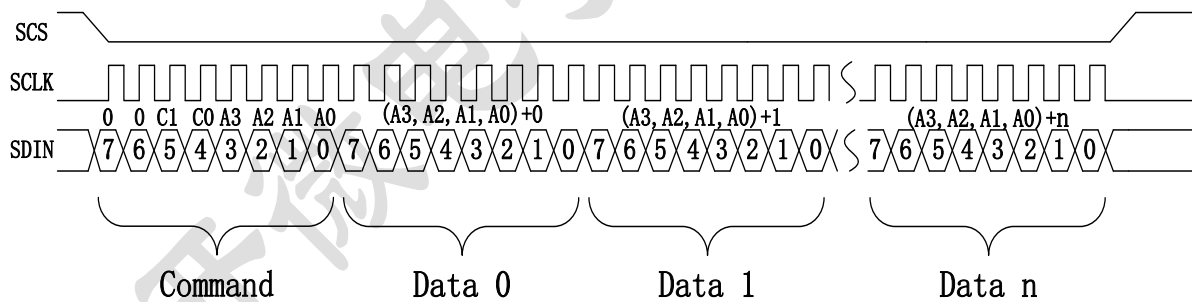 SCS
SCLK
0 0 C1 C0 A3 A2 A1 A0 (A3, A2, A1, A0)+0 (A3, A2, A1, A0)+1 (A3, A2, A1, A0)+n
SDIN 7 6 5 4 3 2 1 0 7 6 5 4 3 2 1 0 7 6 5 4 3 2 1 0 7 6 5 4 3 2 1 0
Command Data 0 Data 1 Data n